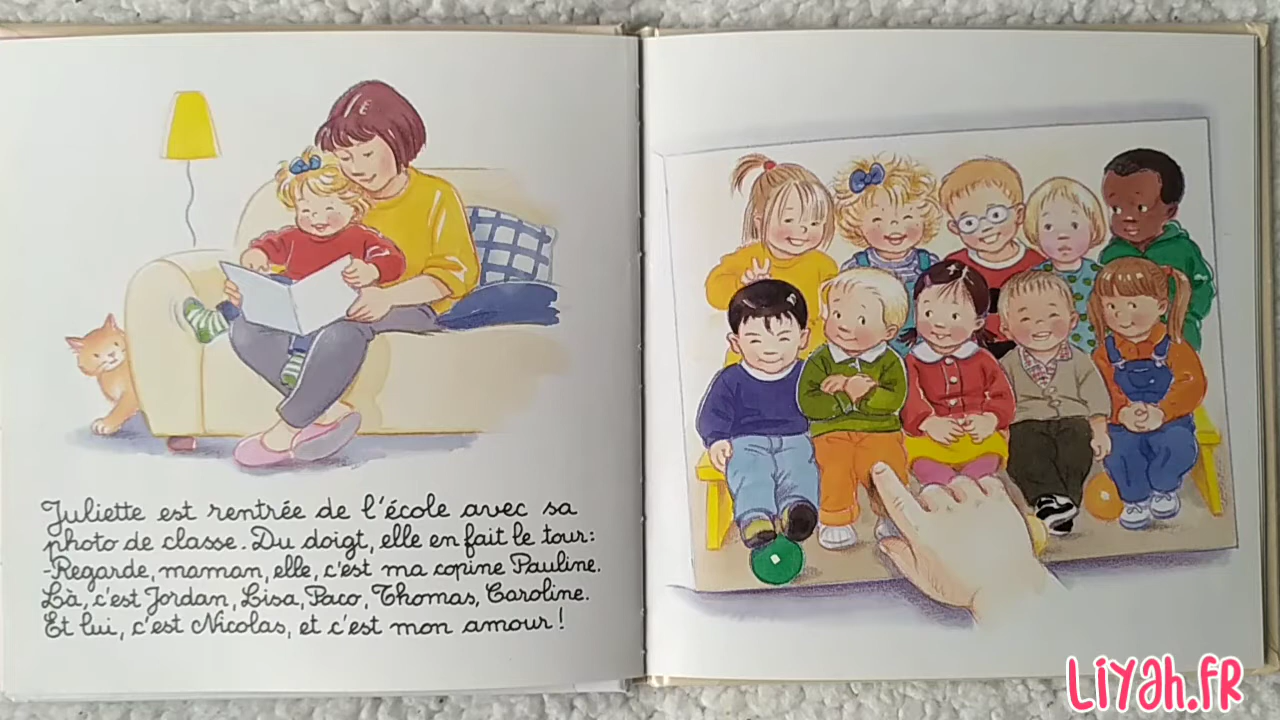 Juliette est rentrée de l'école avec sa
photo de classe. Du doigt, elle en fait le tour:
-Regarde, maman, elle, c'est ma copine Pauline.
Là, c'est Jordan, Lisa, Paco, Thomas, Caroline.
Et lui, c'est Nicolas, et c'est mon amour!
Liyah.FR